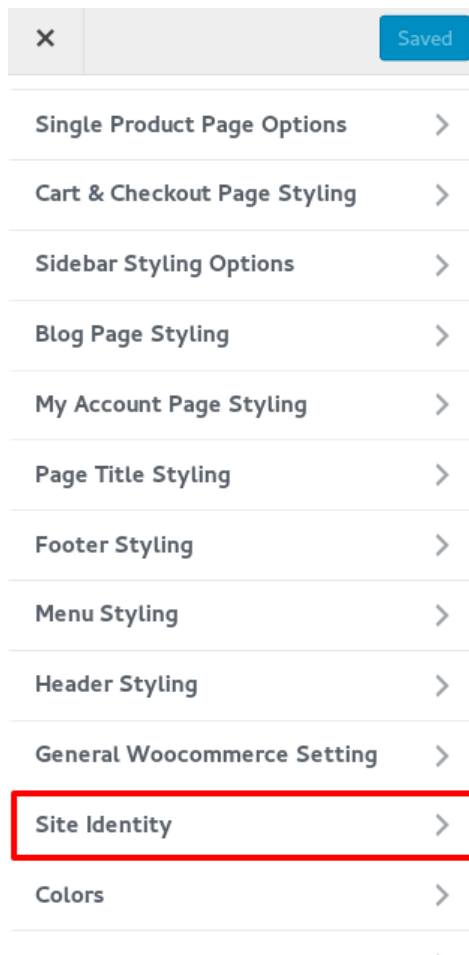 Saved
Single Product Page Options
Cart & Checkout Page Styling
Sidebar Styling Options
Blog Page Styling
My Account Page Styling
Page Title Styling
Footer Styling
Menu Styling
Header Styling
General Woocommerce Setting
Site Identity
Colors